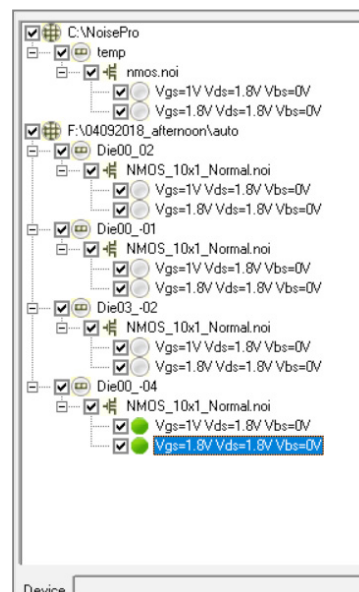 C:\NoisePro
temp
nmos.noi
Vgs=1V Vds=1.8V Vbs=0V
Vgs=1.8V Vds=1.8V Vbs=0V
F:\04092018_afternoon\auto
Die00_02
NMOS_10x1_Normal.noi
Vgs=1V Vds=1.8V Vbs=0V
Vgs=1.8V Vds=1.8V Vbs=0V
Die00_-01
NMOS_10x1_Normal.noi
Vgs=1V Vds=1.8V Vbs=0V
Vgs=1.8V Vds=1.8V Vbs=0V
Die03_-02
NMOS_10x1_Normal.noi
Vgs=1V Vds=1.8V Vbs=0V
Vgs=1.8V Vds=1.8V Vbs=0V
Die00_-04
NMOS_10x1_Normal.noi
Vgs=1V Vds=1.8V Vbs=0V
Vgs=1.8V Vds=1.8V Vbs=0V
Device